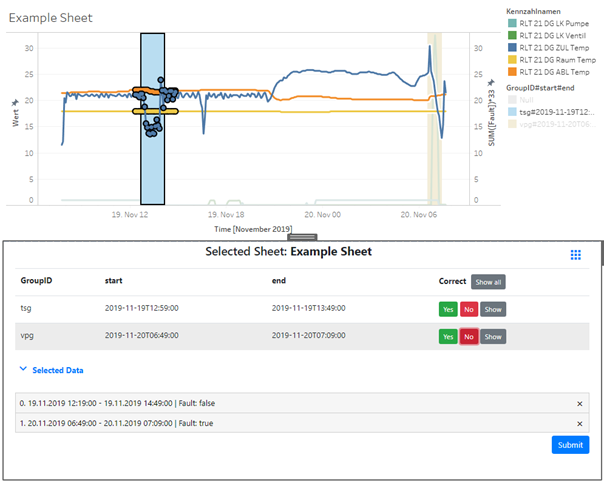 Example Sheet
Kennzahlnamen
RLT 21 DG LK Pumpe
RLT 21 DG LK Ventil
RLT 21 DG ZUL Temp
RLT 21 DG Raum Temp
RLT 21 DG ABL Temp
GroupID#start#end
Null
tsg#2019-11-19T12:..
vpg#2019-11-20T06..
Wert
30
25
20
15
10
5
0
30
25
20
15
10
5
0
SUM([Fault])*33
19. Nov 12
19. Nov 18
20. Nov 00
20. Nov 06
Time [November 2019]
Selected Sheet: Example Sheet
GroupID start end Correct Show all
tsg 2019-11-19T12:59:00 2019-11-19T13:49:00 Yes No Show
vpg 2019-11-20T06:49:00 2019-11-20T07:09:00 Yes No Show
Selected Data
0. 19.11.2019 12:19:00 - 19.11.2019 14:49:00 | Fault: false ×
1. 20.11.2019 06:49:00 - 20.11.2019 07:09:00 | Fault: true ×
Submit